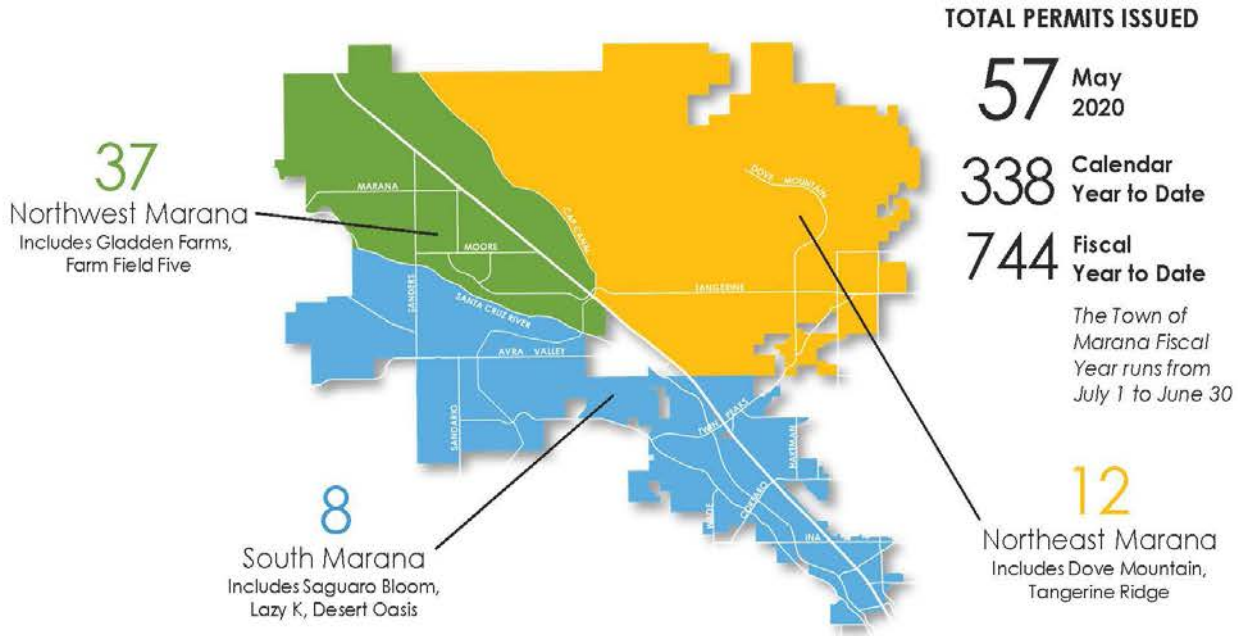 TOTAL PERMITS ISSUED
57 May
2020
338 Calendar
Year to Date
744 Fiscal
Year to Date
The Town of
Marana Fiscal
Year runs from
July 1 to June 30
37
Northwest Marana
Includes Gladden Farms,
Farm Field Five
8
South Marana
Includes Saguaro Bloom,
Lazy K, Desert Oasis
12
Northeast Marana
Includes Dove Mountain,
Tangerine Ridge
MARANA
MOORE
SANDERS
SANTA CRUZ RIVER
CAP CANAL
DOVE MOUNTAIN
TANGERINE
AVRA VALLEY
SANDARIO
TWIN PEAKS
HARTMAN
WADE
CORTARO
INA